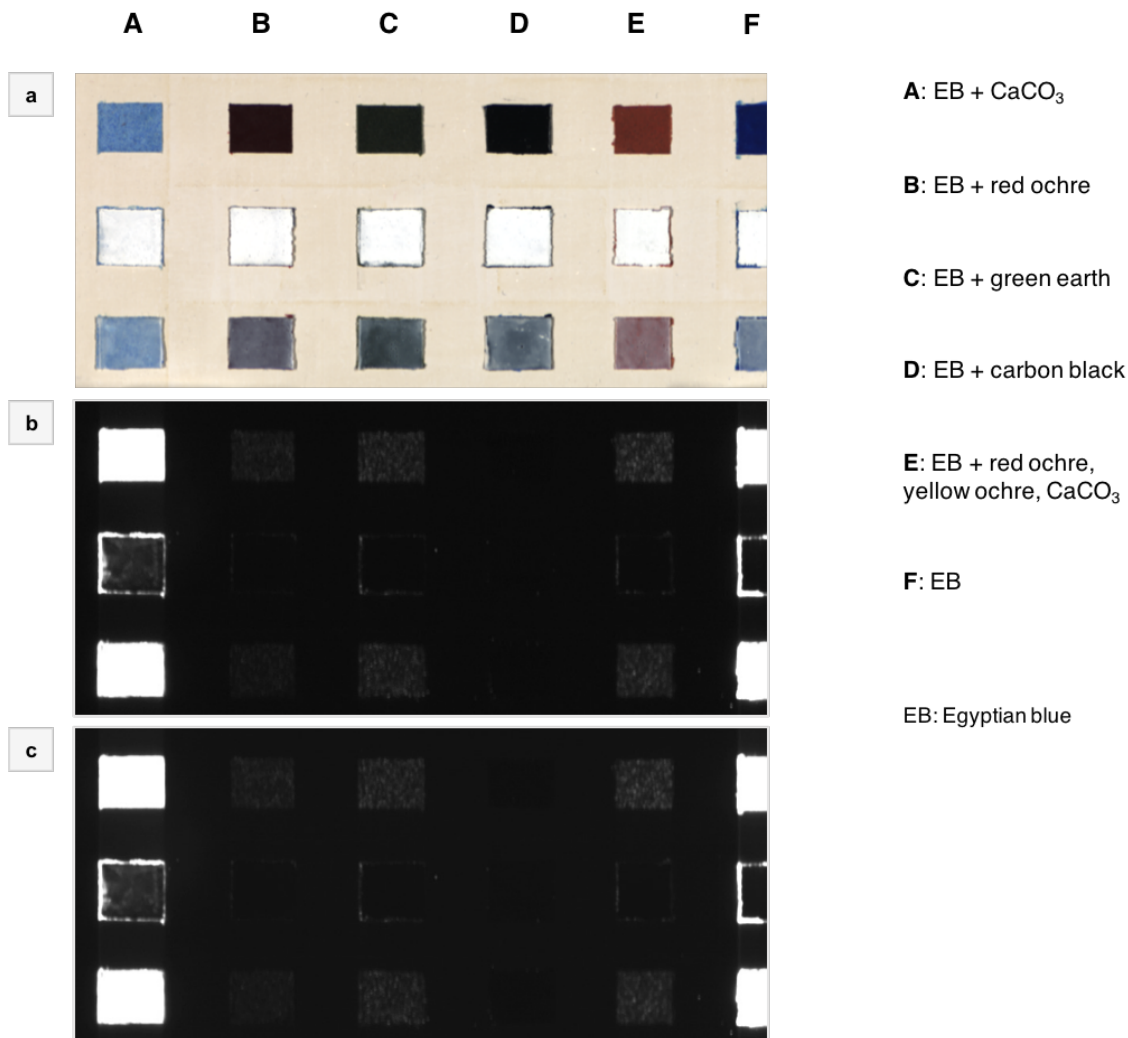 A B C D E F
a
A: EB + CaCO₃
B: EB + red ochre
C: EB + green earth
D: EB + carbon black
b
E: EB + red ochre,
yellow ochre, CaCO₃
F: EB
EB: Egyptian blue
c